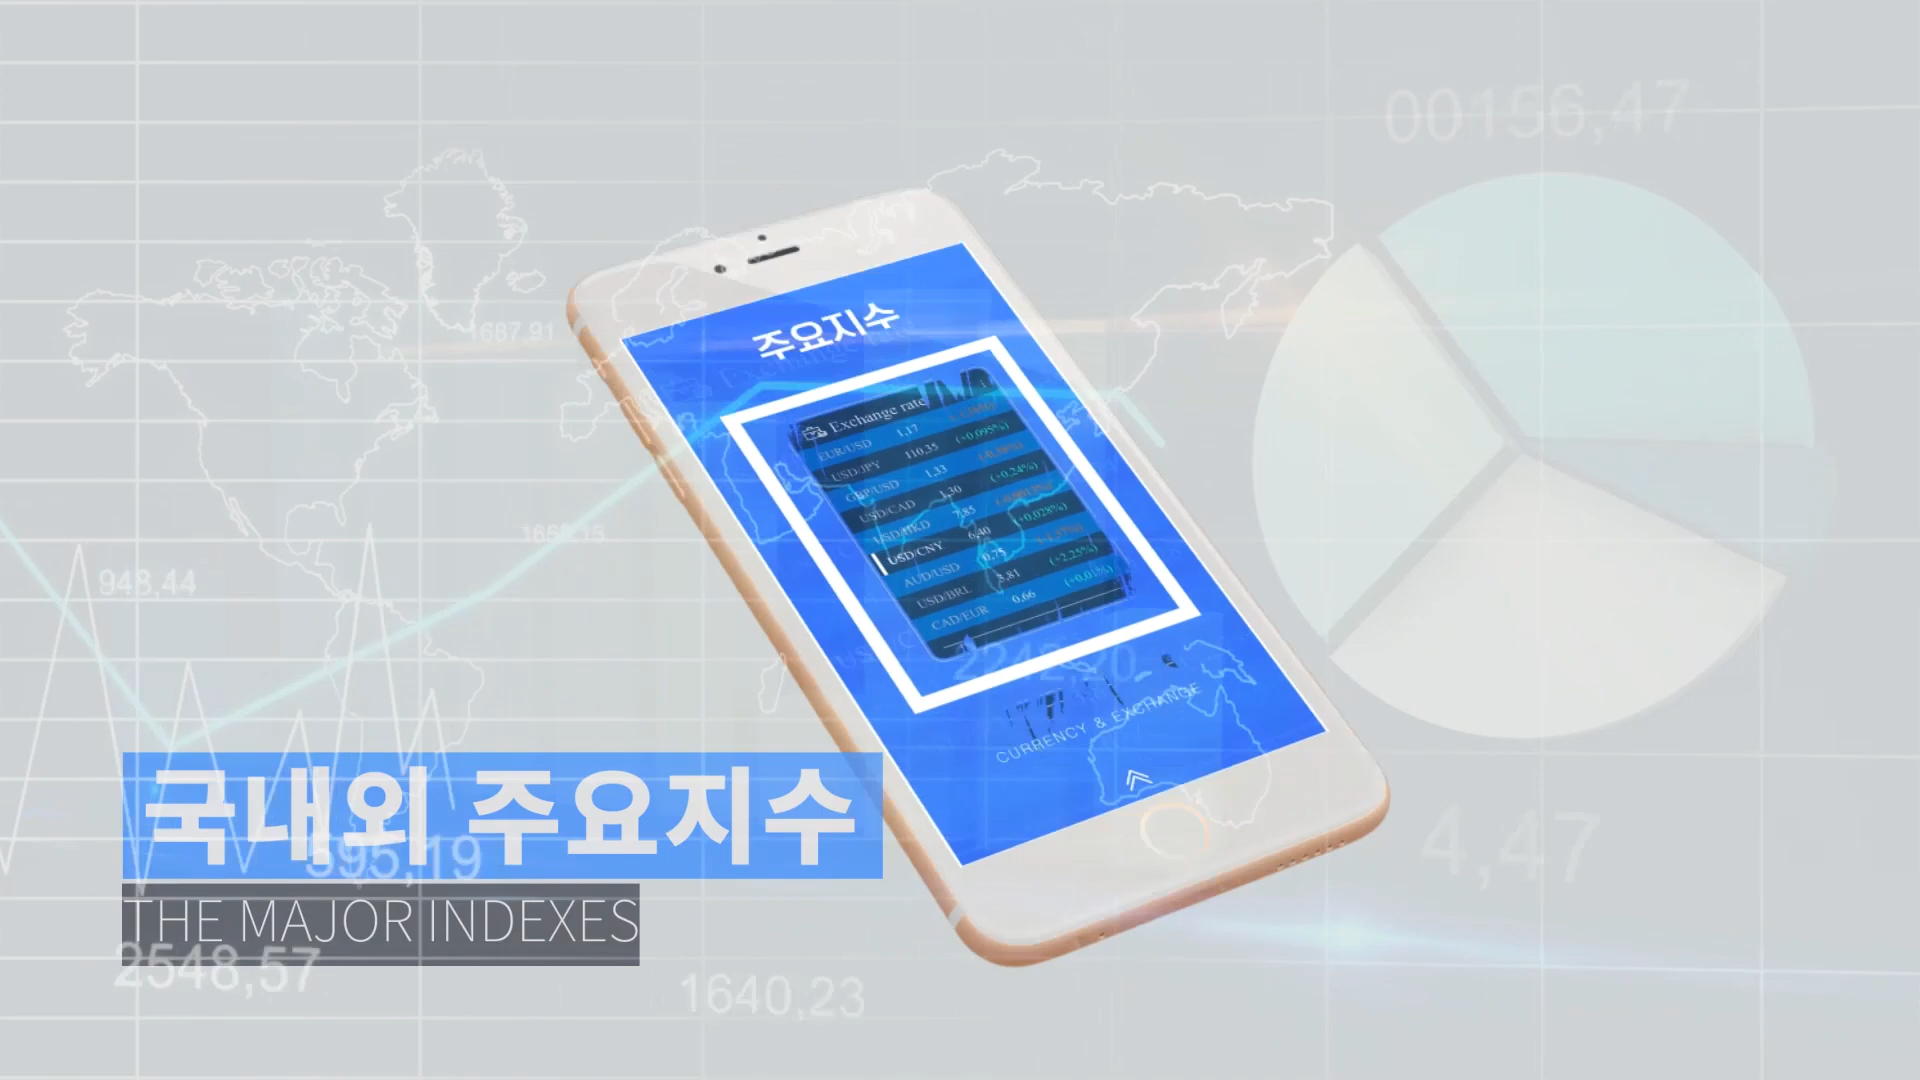 00156,47
1687.91
주요지수
Exchange rate
EUR/USD 1,17
USD/JPY 110,35 (+0,095%)
GBP/USD 1,33
USD/CAD 1,30 (+0,24%)
USD/HKD 7,85
USD/CNY 6,40 (+0,028%)
AUD/USD 0,75
USD/BRL 3,81 (+2,25%)
CAD/EUR 0,66 (+0,01%)
948,44
2242,20
CURRENCY & EXCHANGE
국내외 주요지수
595,19
4,47
THE MAJOR INDEXES
2548,57
1640,23